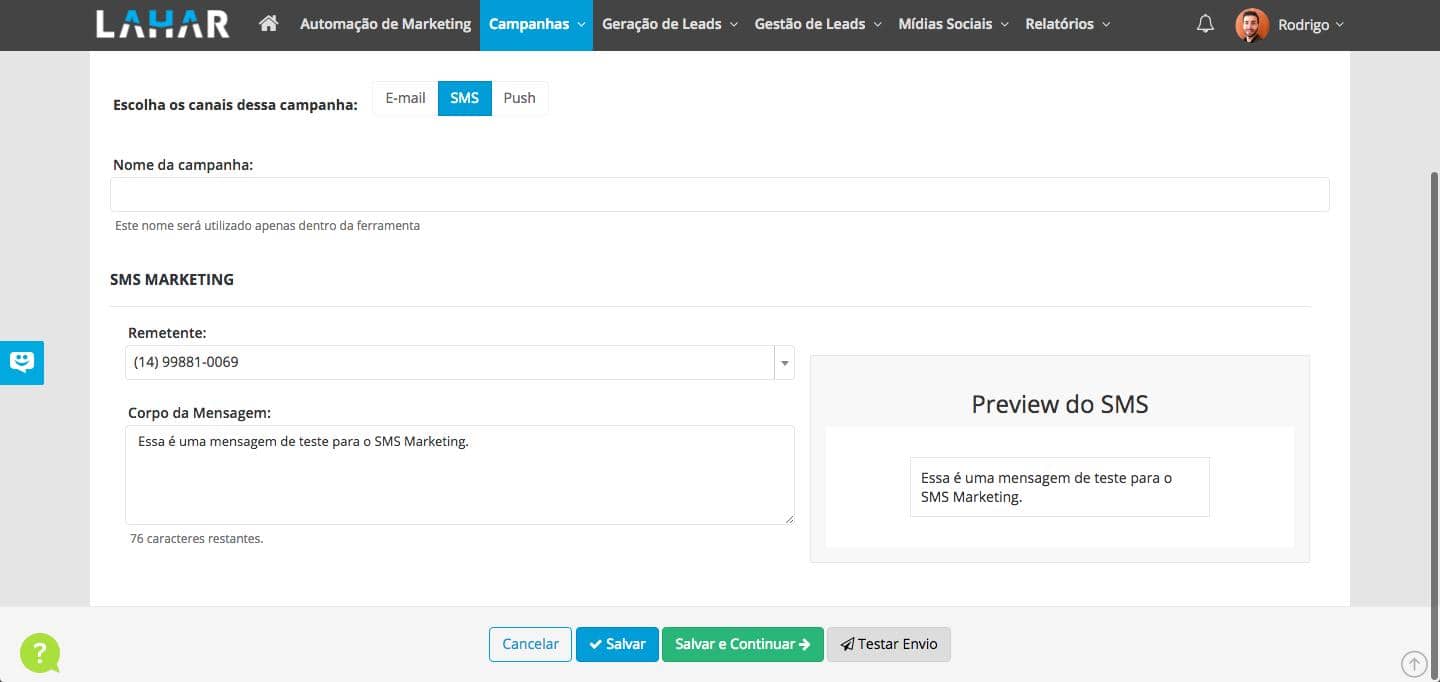 LAHAR Automação de Marketing Campanhas Geração de Leads Gestão de Leads Mídias Sociais Relatórios Rodrigo
Escolha os canais dessa campanha: E-mail SMS Push
Nome da campanha:
Este nome será utilizado apenas dentro da ferramenta
SMS MARKETING
Remetente:
(14) 99881-0069
Corpo da Mensagem:
Essa é uma mensagem de teste para o SMS Marketing.
76 caracteres restantes.
Preview do SMS
Essa é uma mensagem de teste para o
SMS Marketing.
Cancelar Salvar Salvar e Continuar Testar Envio
?